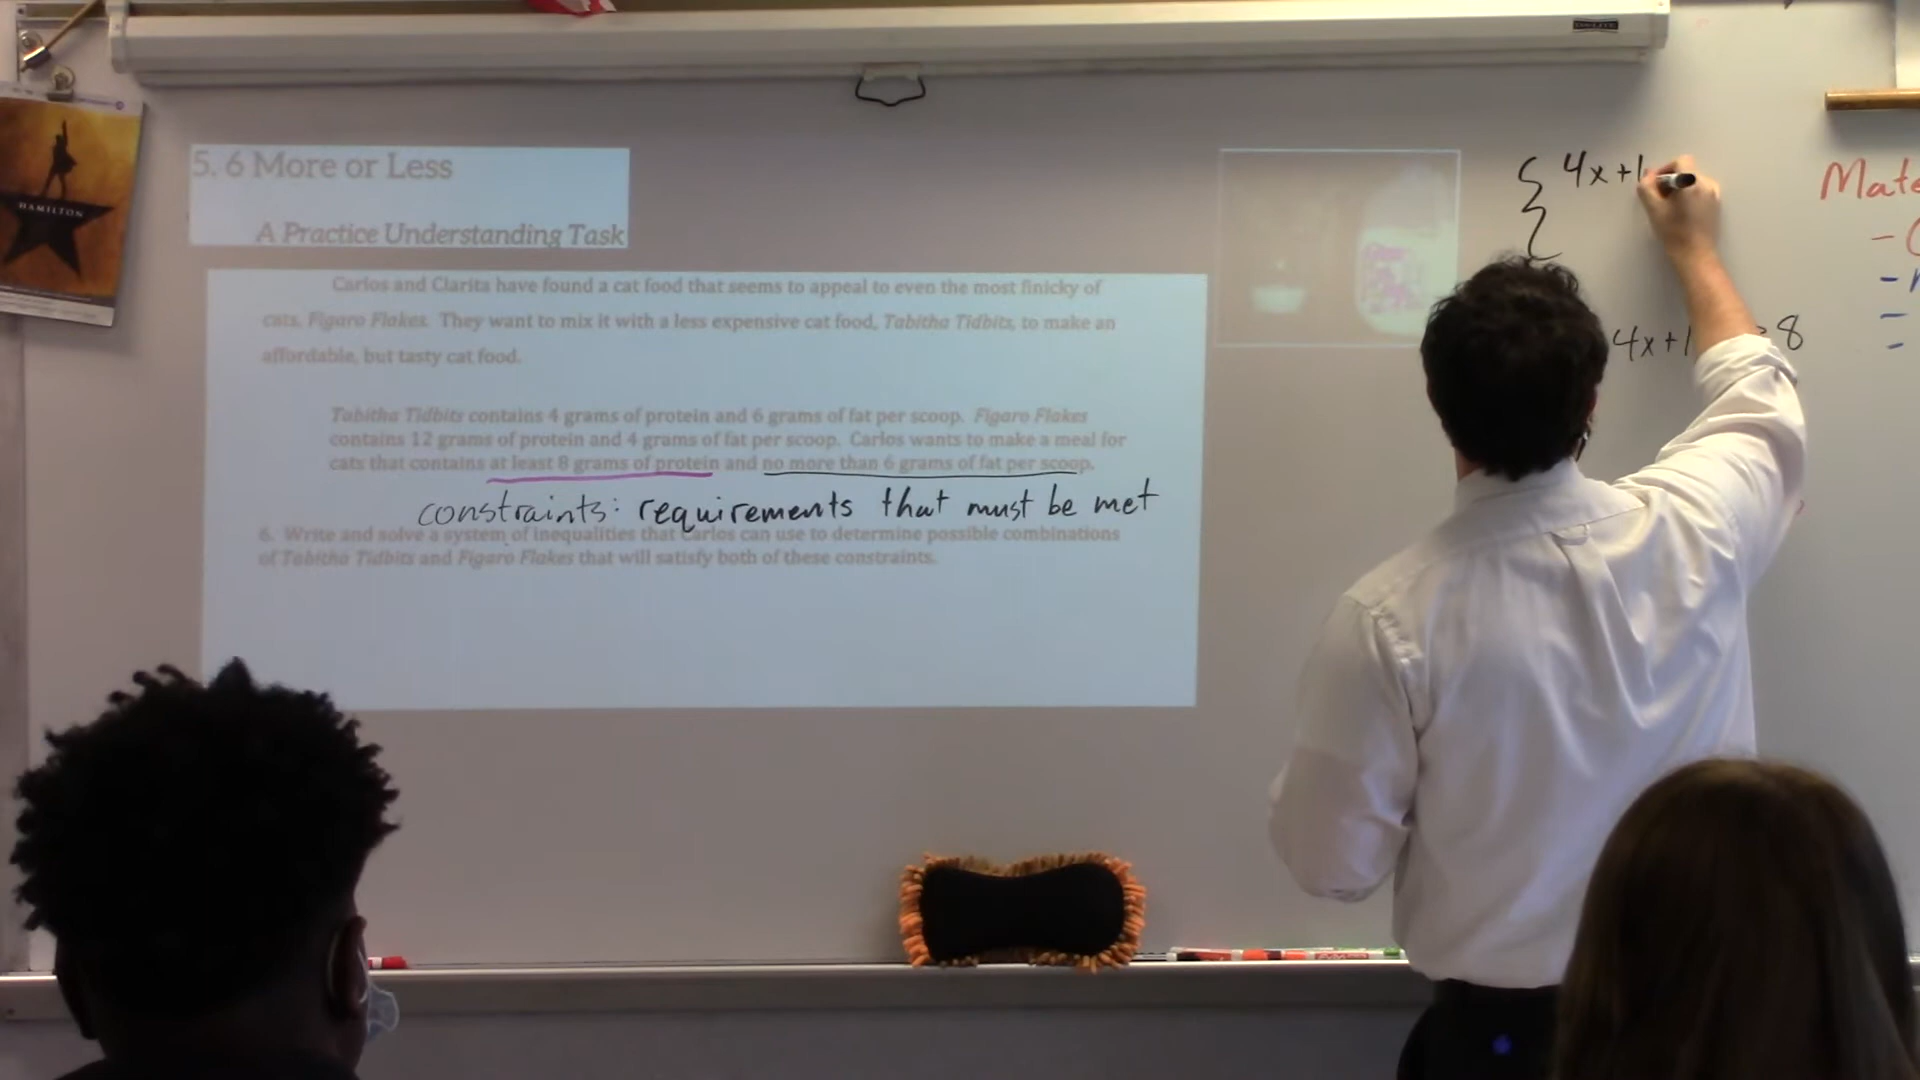 HAMILTON
5. 6 More or Less
A Practice Understanding Task
Carlos and Clarita have found a cat food that seems to appeal to even the most finicky of
cats, Figaro Flakes. They want to mix it with a less expensive cat food, Tabitha Tidbits, to make an
affordable, but tasty cat food.
Tabitha Tidbits contains 4 grams of protein and 6 grams of fat per scoop. Figaro Flakes
contains 12 grams of protein and 4 grams of fat per scoop. Carlos wants to make a meal for
cats that contains at least 8 grams of protein and no more than 6 grams of fat per scoop.
constraints: requirements that must be met
6. Write and solve a system of inequalities that Carlos can use to determine possible combinations
of Tabitha Tidbits and Figaro Flakes that will satisfy both of these constraints.
{ 4x+1
4x+1 8
Mate